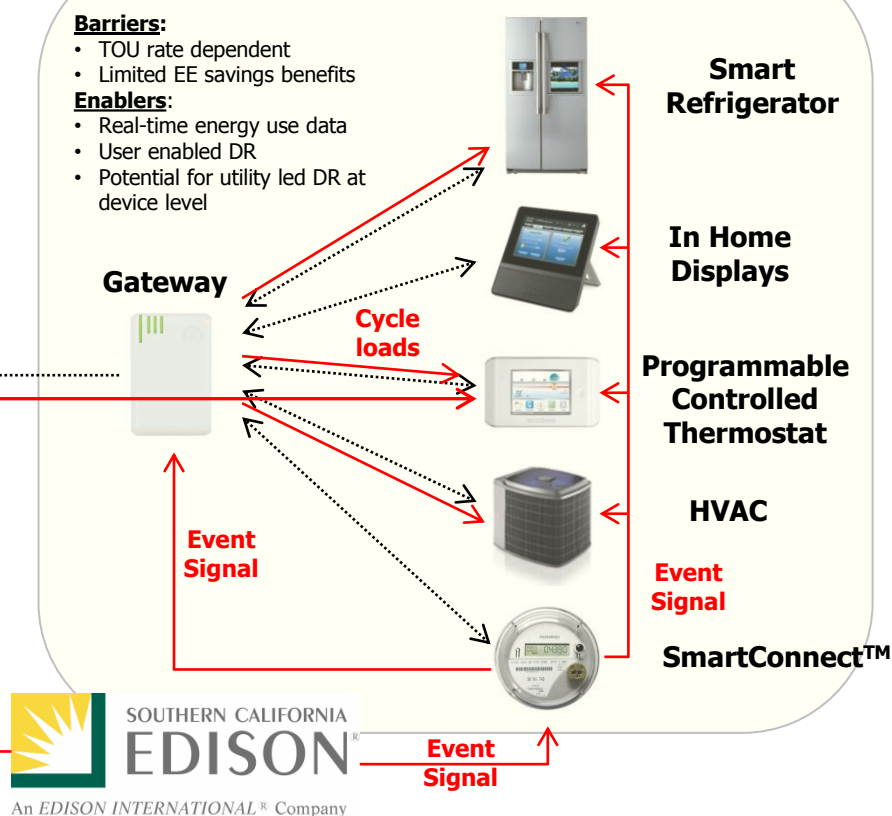 Barriers:
• TOU rate dependent
• Limited EE savings benefits
Enablers:
• Real-time energy use data
• User enabled DR
• Potential for utility led DR at
device level
Smart
Refrigerator
In Home
Displays
Gateway
Cycle
loads
Programmable
Controlled
Thermostat
HVAC
Event
Signal
Event
Signal
SmartConnect™
SOUTHERN CALIFORNIA
EDISON®
An EDISON INTERNATIONAL® Company
Event
Signal